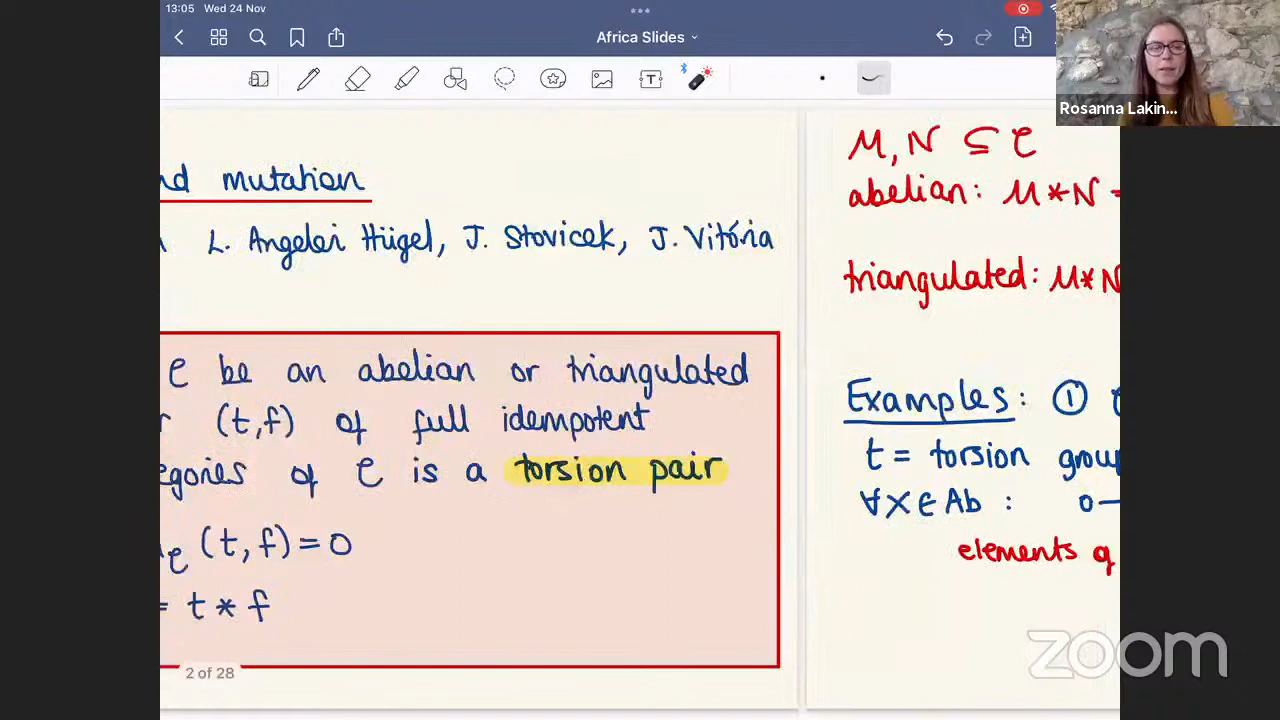 13:05 Wed 24 Nov
Africa Slides
Rosanna Lakin...
nd mutation
L. Angeleri Hügel, J. Stovicek, J. Vitória
C be an abelian or triangulated
r (t,f) of full idempotent
egories of C is a torsion pair
C (t,f)=0
= t * f
2 of 28
M, N ⊆ C
abelian: M*N =
triangulated: M*N
Examples: ①
t = torsion group
∀X∈Ab : 0—
elements of
zoom